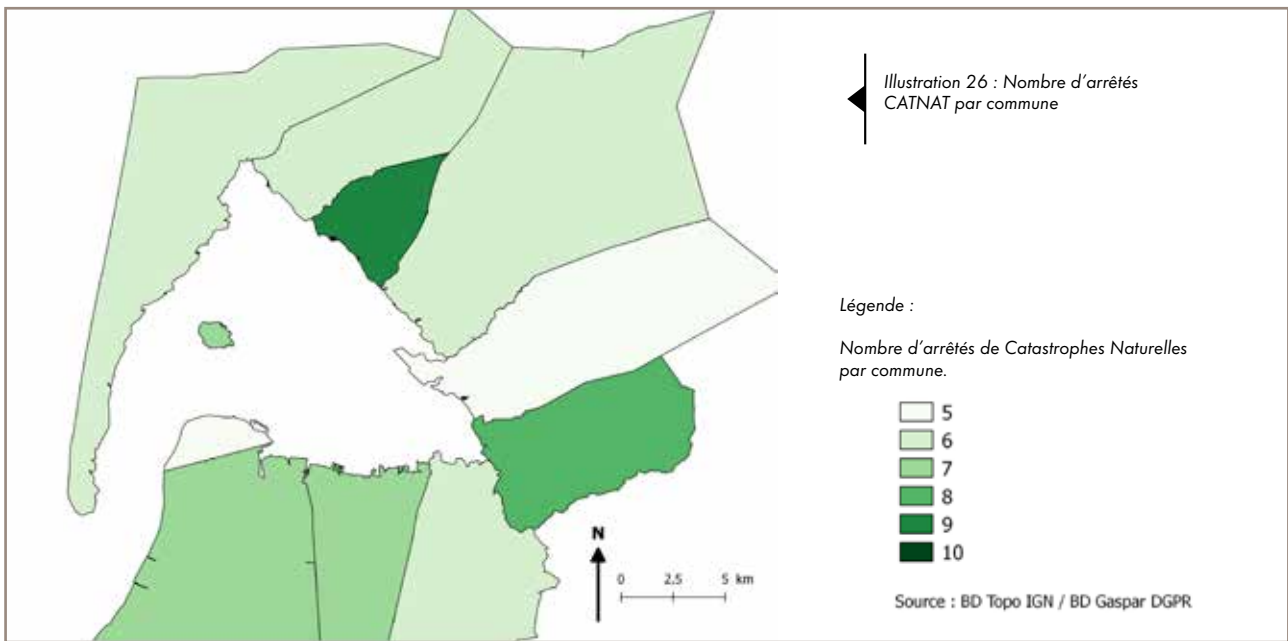 Illustration 26 : Nombre d'arrêtés
CATNAT par commune
Légende :
Nombre d'arrêtés de Catastrophes Naturelles
par commune.
5
6
7
8
9
10
N
0 2.5 5 km
Source : BD Topo IGN / BD Gaspar DGPR